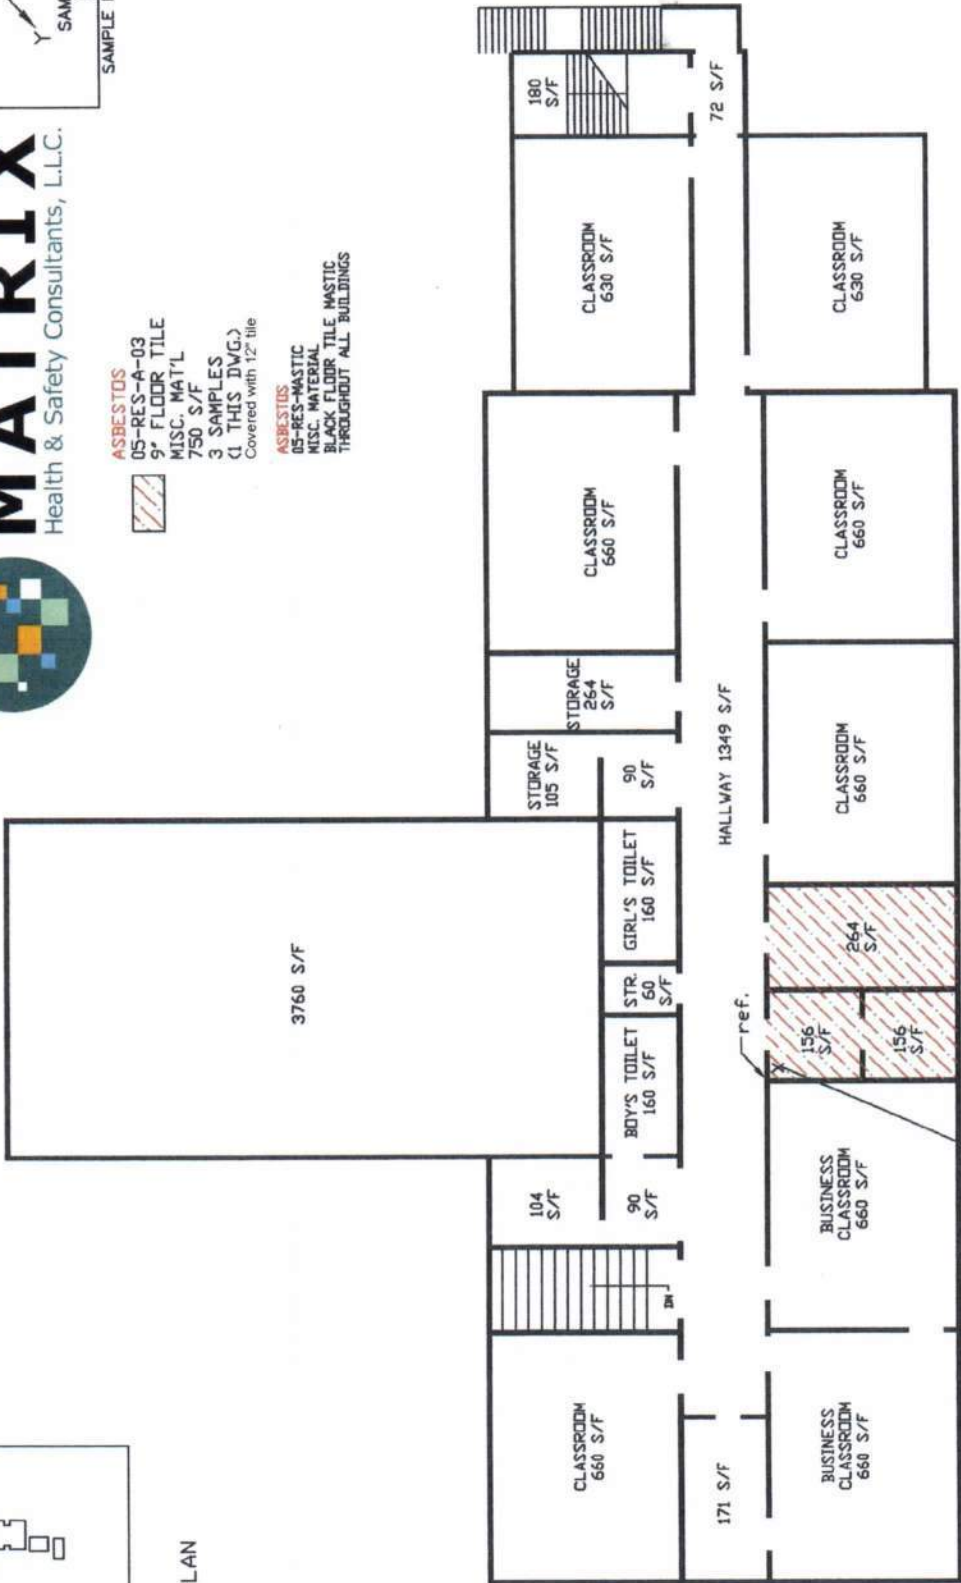 SAM
SAMPLE
Y
MATRIX
Health & Safety Consultants, L.L.C.
ASBESTOS
05-RES-A-03
9" FLOOR TILE
MISC. MAT'L
750 S/F
3 SAMPLES
(1 THIS DWG.)
Covered with 12" tile
ASBESTOS
05-RES-MASTIC
MISC. MATERIAL
BLACK FLOOR TILE MASTIC
THROUGHOUT ALL BUILDINGS
LAN
3760 S/F
180
S/F
72 S/F
CLASSROOM
630 S/F
CLASSROOM
630 S/F
CLASSROOM
660 S/F
CLASSROOM
660 S/F
STORAGE
264
S/F
STORAGE
105 S/F
90
S/F
HALLWAY 1349 S/F
CLASSROOM
660 S/F
GIRL'S TOILET
160 S/F
STR.
60
S/F
BOY'S TOILET
160 S/F
264
S/F
ref.
156
S/F
156
S/F
X
104
S/F
90
S/F
DN
BUSINESS
CLASSROOM
660 S/F
CLASSROOM
660 S/F
171 S/F
BUSINESS
CLASSROOM
660 S/F